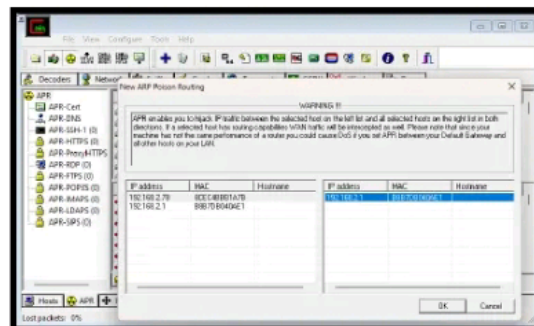 File View Configure Tools Help
Decoders Network
New ARP Poison Routing
WARNING !!!
APR enables you to hijack IP traffic between the selected host on the left list and all selected hosts on the right list in both
directions. If a selected host has routing capabilities WAN traffic will be intercepted as well. Please note that since your
machine has not the same performance of a router you could cause DoS if you set APR between your Default Gateway and
all other hosts on your LAN.
APR
APR-Cert
APR-DNS
APR-SSH-1 (0)
APR-HTTPS (0)
APR-ProxyHTTPS
APR-RDP (0)
APR-FTPS (0)
APR-POP3S (0)
APR-IMAPS (0)
APR-LDAPS (0)
APR-SIPS (0)
IP address MAC Hostname
192.168.2.1
IP address MAC Hostname
192.168.2.1
OK Cancel
Hosts APR
Lost packets: 0%